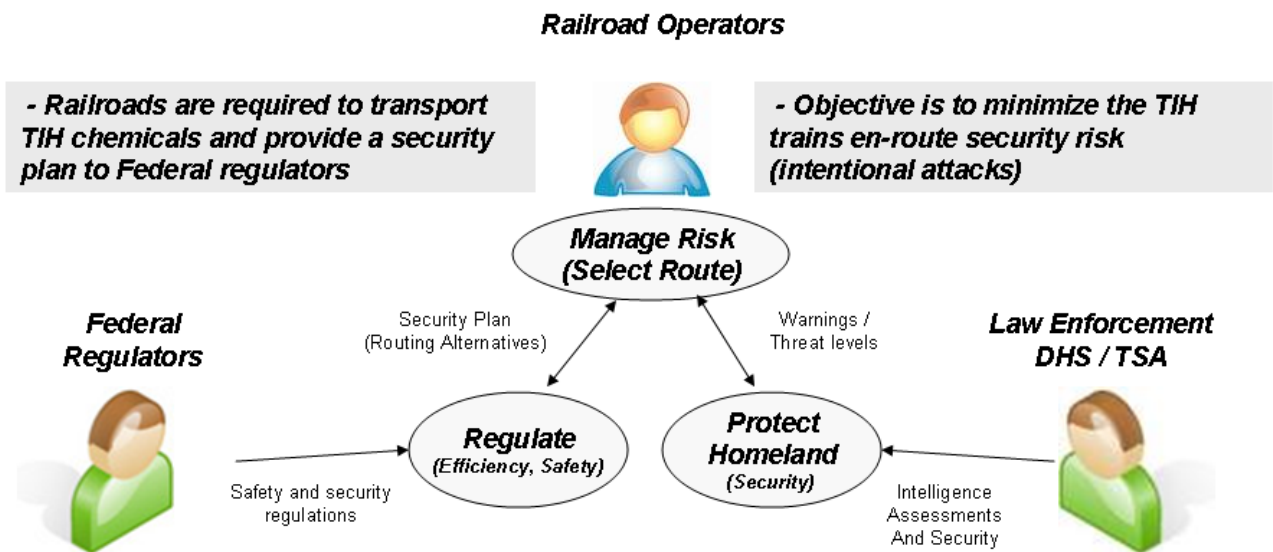 Railroad Operators
- Railroads are required to transport
TIH chemicals and provide a security
plan to Federal regulators
- Objective is to minimize the TIH
trains en-route security risk
(intentional attacks)
Manage Risk
(Select Route)
Federal
Regulators
Security Plan
(Routing Alternatives)
Warnings /
Threat levels
Law Enforcement
DHS / TSA
Regulate
(Efficiency, Safety)
Protect
Homeland
(Security)
Safety and security
regulations
Intelligence
Assessments
And Security